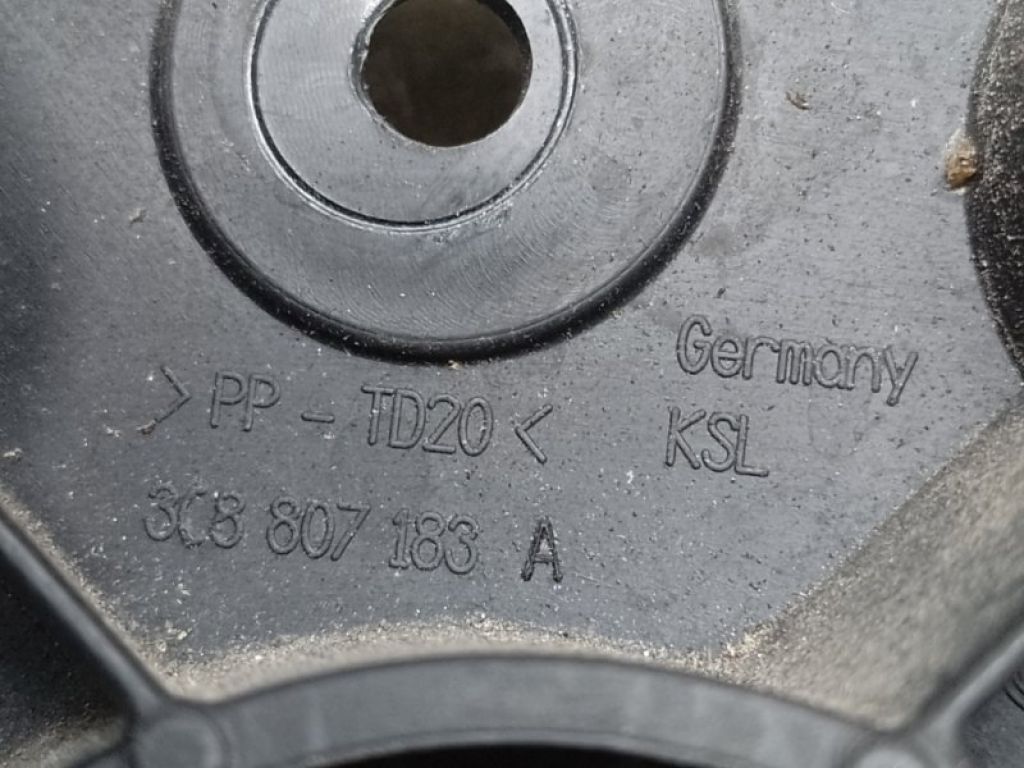 Germany
>PP-TD20<
KSL
3C8 807 183 A